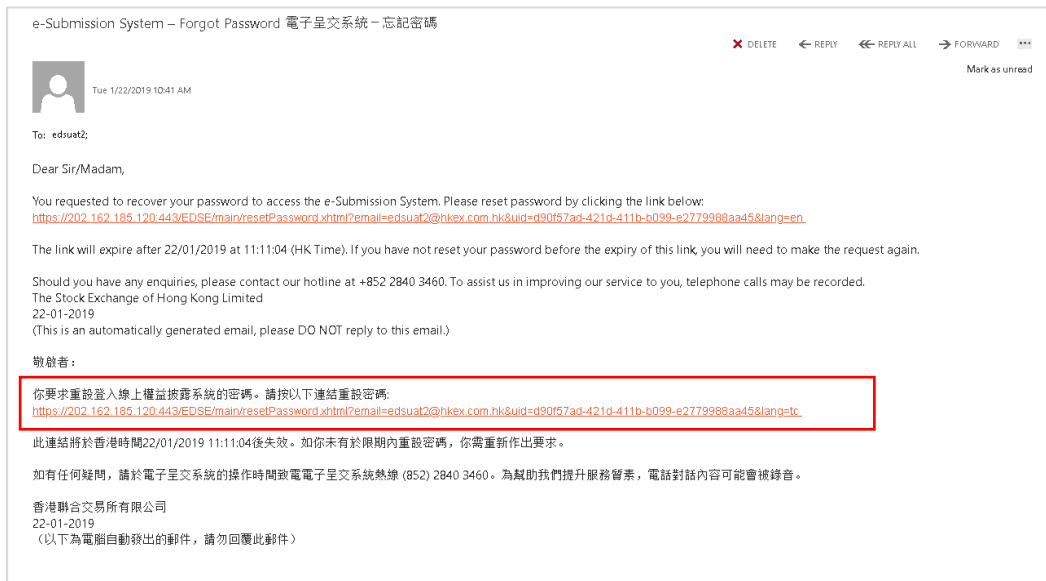 e-Submission System – Forgot Password 電子呈交系統－忘記密碼
DELETE REPLY REPLY ALL FORWARD ...
Mark as unread
Tue 1/22/2019 10:41 AM
To: edsuat2;
Dear Sir/Madam,
You requested to recover your password to access the e-Submission System. Please reset password by clicking the link below:
https://202.162.185.120:443/EDSE/main/resetPassword.xhtml?email=edsuat2@hkex.com.hk&uid=d90f57ad-421d-411b-b099-e2779988aa45&lang=en
The link will expire after 22/01/2019 at 11:11:04 (HK Time). If you have not reset your password before the expiry of this link, you will need to make the request again.
Should you have any enquiries, please contact our hotline at +852 2840 3460. To assist us in improving our service to you, telephone calls may be recorded.
The Stock Exchange of Hong Kong Limited
22-01-2019
(This is an automatically generated email, please DO NOT reply to this email.)
敬啟者：
你要求重設登入線上權益披露系統的密碼。請按以下連結重設密碼:
https://202.162.185.120:443/EDSE/main/resetPassword.xhtml?email=edsuat2@hkex.com.hk&uid=d90f57ad-421d-411b-b099-e2779988aa45&lang=tc
此連結將於香港時間22/01/2019 11:11:04後失效。如你未有於限期內重設密碼，你需重新作出要求。
如有任何疑問，請於電子呈交系統的操作時間致電電子呈交系統熱線 (852) 2840 3460。為幫助我們提升服務質素，電話對話內容可能會被錄音。
香港聯合交易所有限公司
22-01-2019
（以下為電腦自動發出的郵件，請勿回覆此郵件）